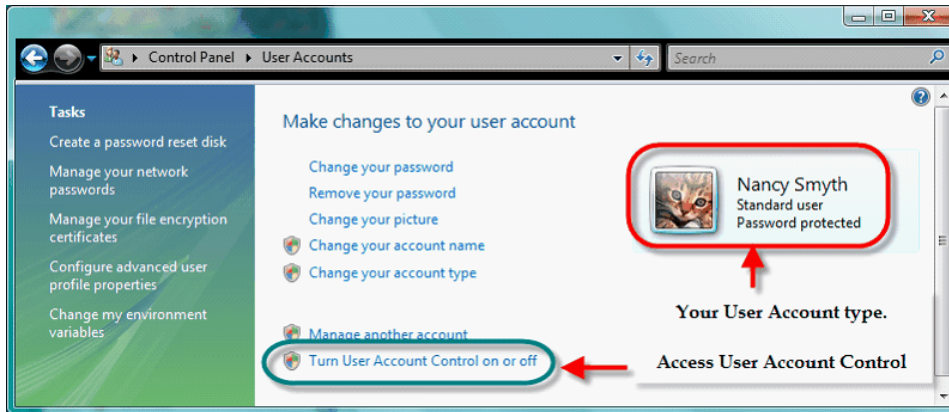 Control Panel User Accounts
Search
Tasks
Create a password reset disk
Manage your network
passwords
Manage your file encryption
certificates
Configure advanced user
profile properties
Change my environment
variables
Make changes to your user account
Change your password
Remove your password
Change your picture
Change your account name
Change your account type
Manage another account
Turn User Account Control on or off
Nancy Smyth
Standard user
Password protected
Your User Account type.
Access User Account Control